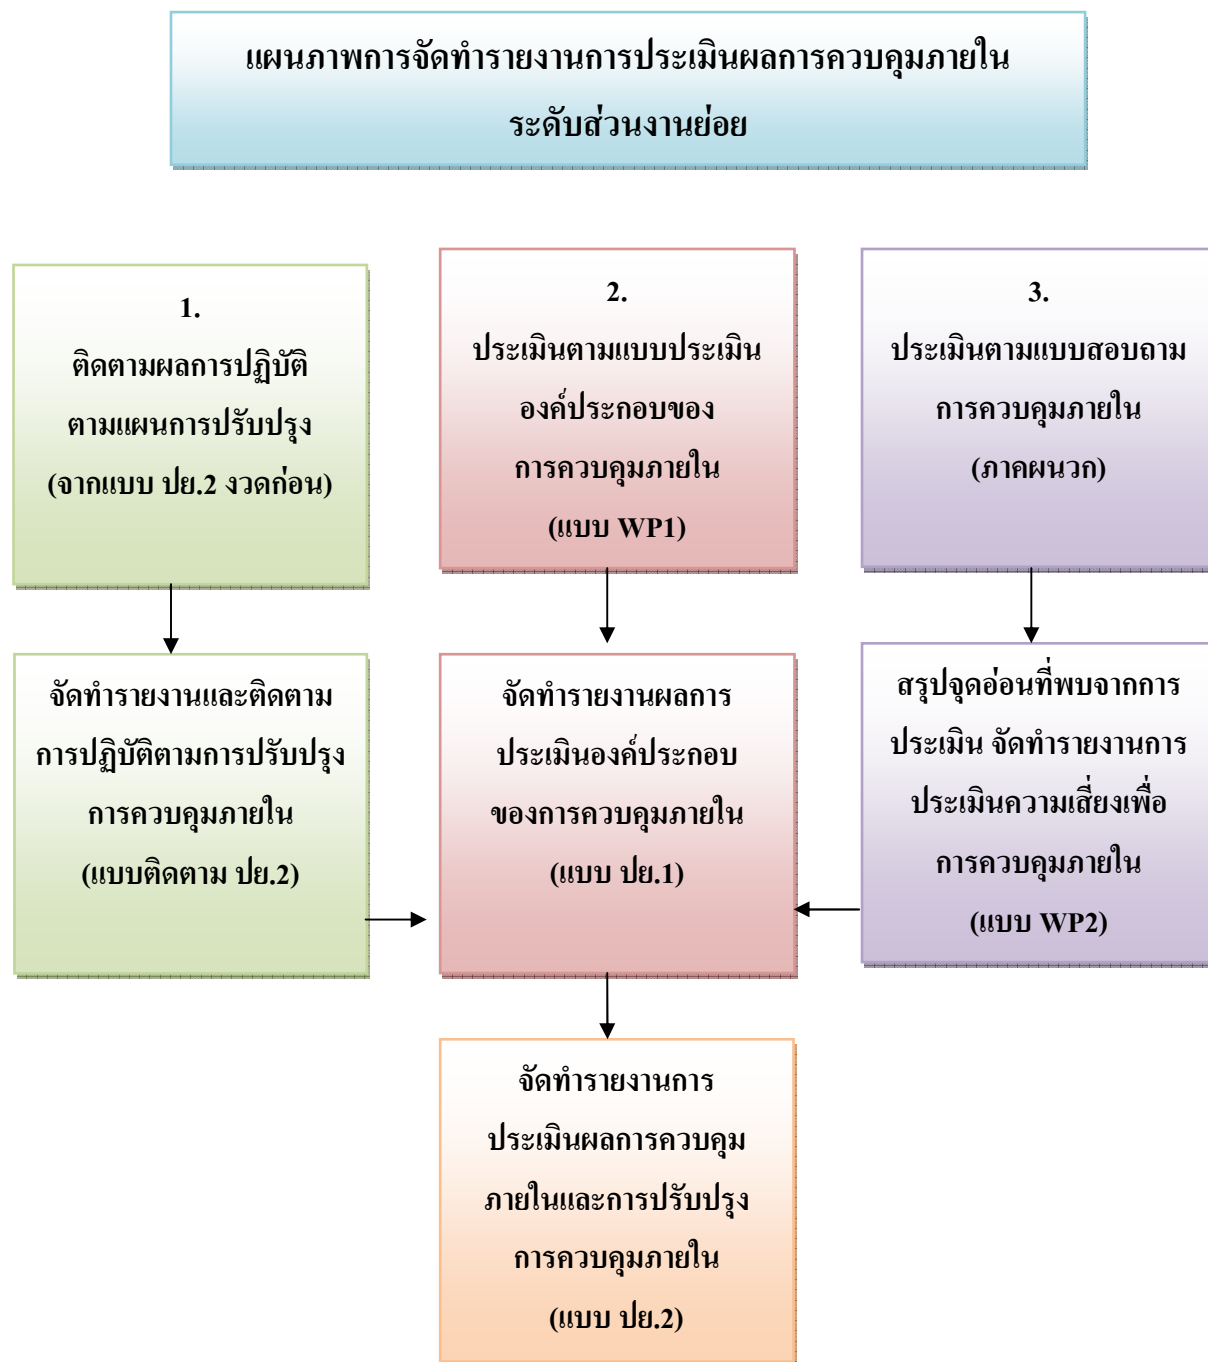 แผนภาพการจัดทำรายงานการประเมินผลการควบคุมภายใน
ระดับส่วนงานย่อย
1.
ติดตามผลการปฏิบัติ
ตามแผนการปรับปรุง
(จากแบบ ปย.2 งวดก่อน)
2.
ประเมินตามแบบประเมิน
องค์ประกอบของ
การควบคุมภายใน
(แบบ WP1)
3.
ประเมินตามแบบสอบถาม
การควบคุมภายใน
(ภาคผนวก)
จัดทำรายงานและติดตาม
การปฏิบัติตามการปรับปรุง
การควบคุมภายใน
(แบบติดตาม ปย.2)
จัดทำรายงานผลการ
ประเมินองค์ประกอบ
ของการควบคุมภายใน
(แบบ ปย.1)
สรุปจุดอ่อนที่พบจากการ
ประเมิน จัดทำรายงานการ
ประเมินความเสี่ยงเพื่อ
การควบคุมภายใน
(แบบ WP2)
จัดทำรายงานการ
ประเมินผลการควบคุม
ภายในและการปรับปรุง
การควบคุมภายใน
(แบบ ปย.2)